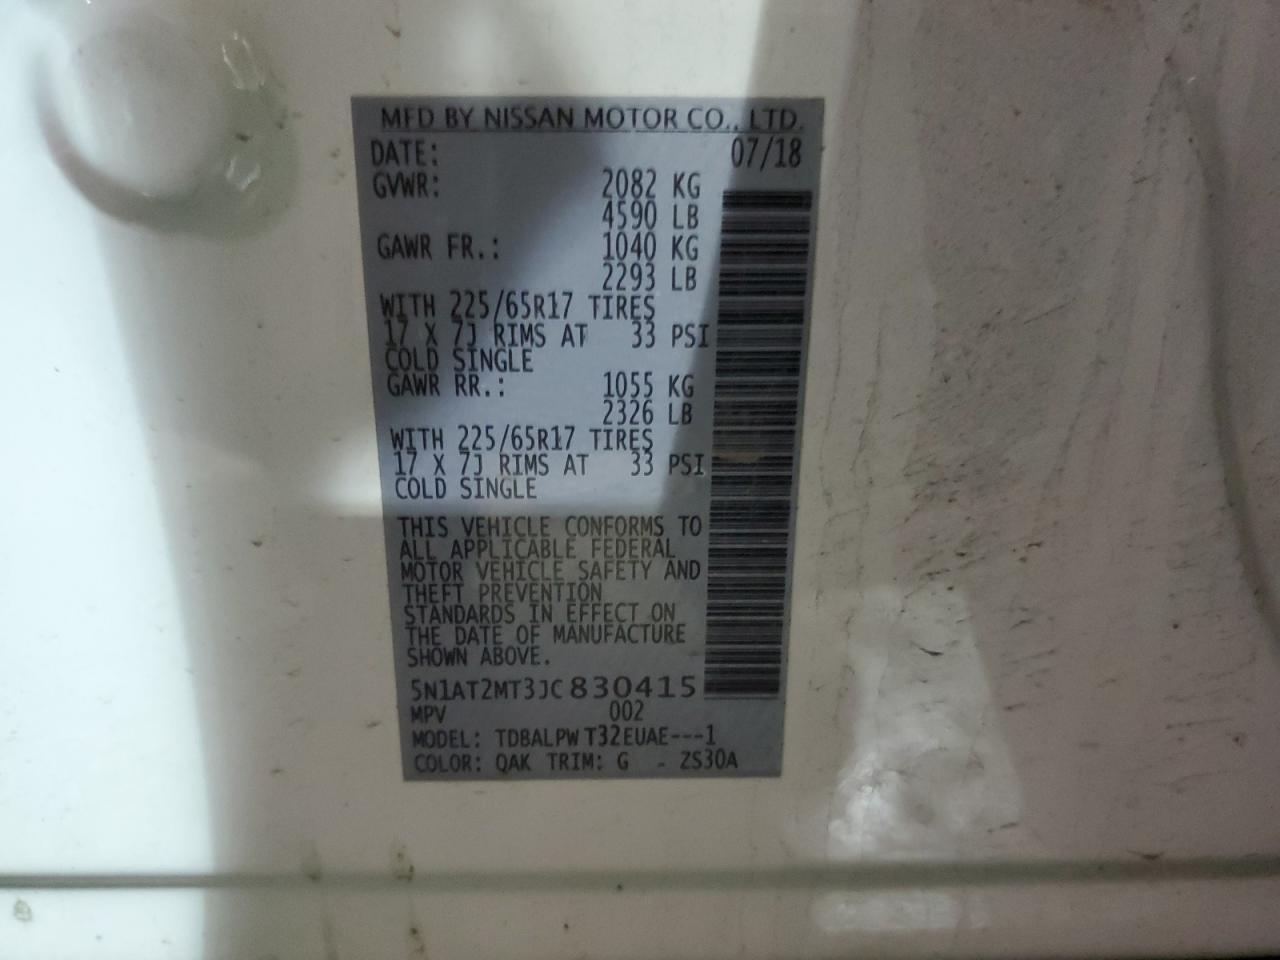 MFD BY NISSAN MOTOR CO., LTD.
DATE: 07/18
GVWR: 2082 KG
4590 LB
GAWR FR.: 1040 KG
2293 LB
WITH 225/65R17 TIRES
17 X 7J RIMS AT 33 PSI
COLD SINGLE
GAWR RR.: 1055 KG
2326 LB
WITH 225/65R17 TIRES
17 X 7J RIMS AT 33 PSI
COLD SINGLE
THIS VEHICLE CONFORMS TO
ALL APPLICABLE FEDERAL
MOTOR VEHICLE SAFETY AND
THEFT PREVENTION
STANDARDS IN EFFECT ON
THE DATE OF MANUFACTURE
SHOWN ABOVE.
5N1AT2MT3JC830415
MPV 002
MODEL: TDBALPW T32EUAE---1
COLOR: QAK TRIM: G - ZS30A